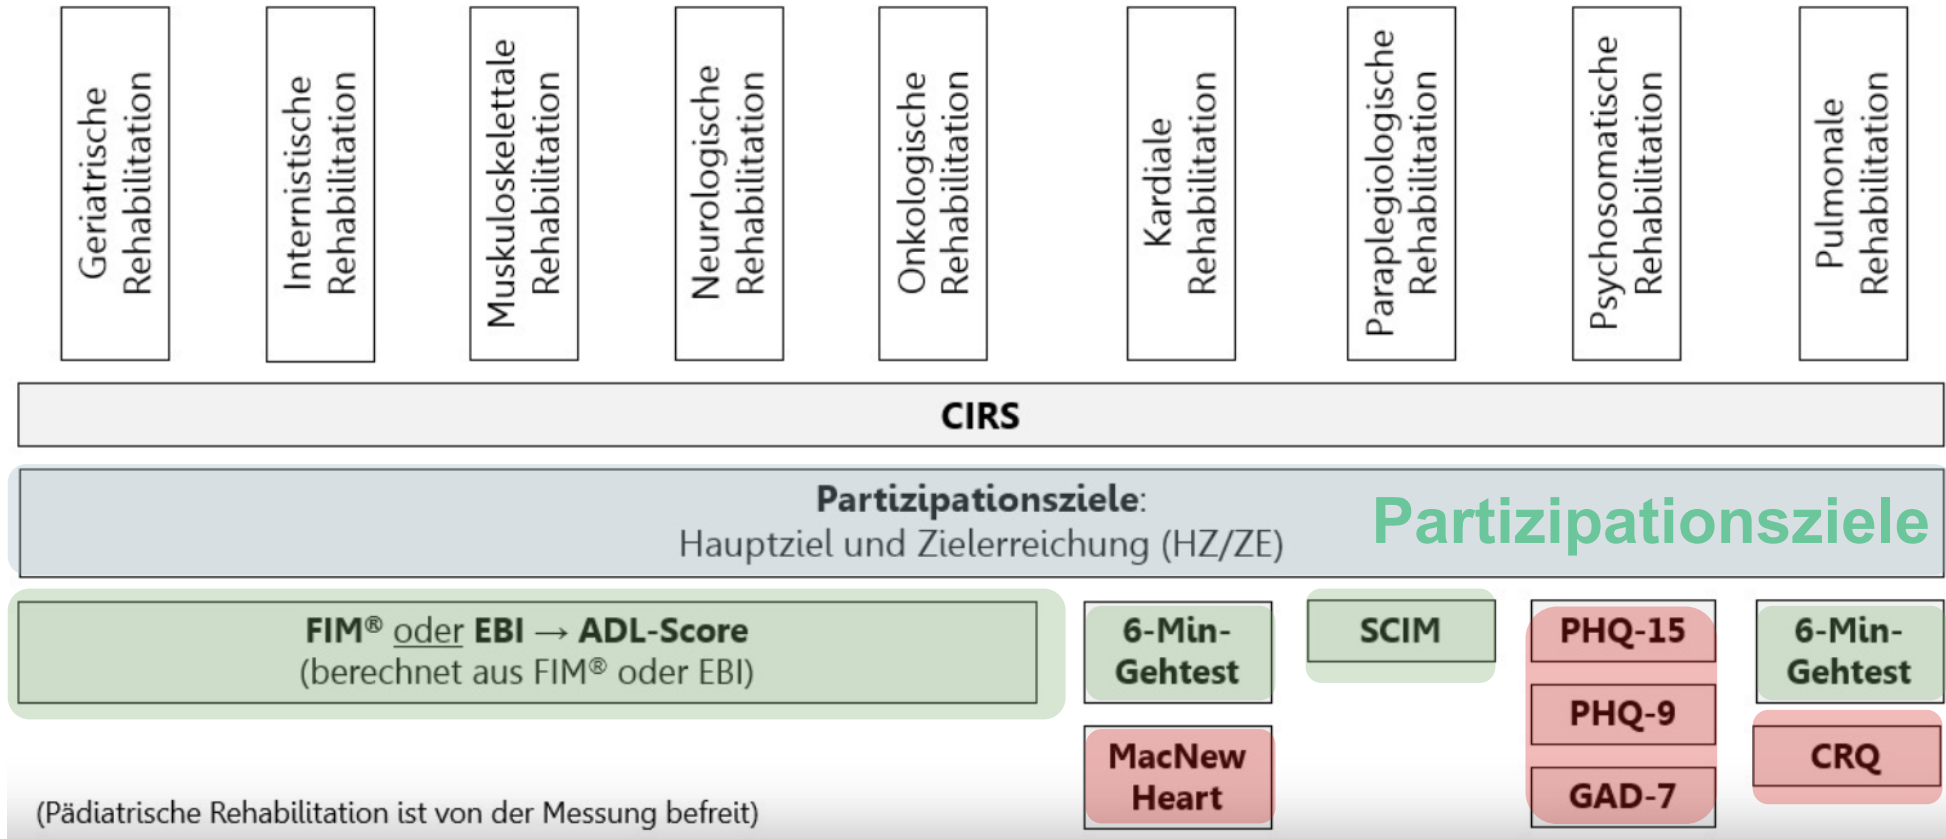 Geriatrische
Rehabilitation
Internistische
Rehabilitation
Muskuloskelettale
Rehabilitation
Neurologische
Rehabilitation
Onkologische
Rehabilitation
Kardiale
Rehabilitation
Paraplegiologische
Rehabilitation
Psychosomatische
Rehabilitation
Pulmonale
Rehabilitation
CIRS
Partizipationsziele:
Hauptziel und Zielerreichung (HZ/ZE)
Partizipationsziele
FIM® oder EBI → ADL-Score
(berechnet aus FIM® oder EBI)
6-Min-
Gehtest
MacNew
Heart
SCIM
PHQ-15
PHQ-9
GAD-7
6-Min-
Gehtest
CRQ
(Pädiatrische Rehabilitation ist von der Messung befreit)